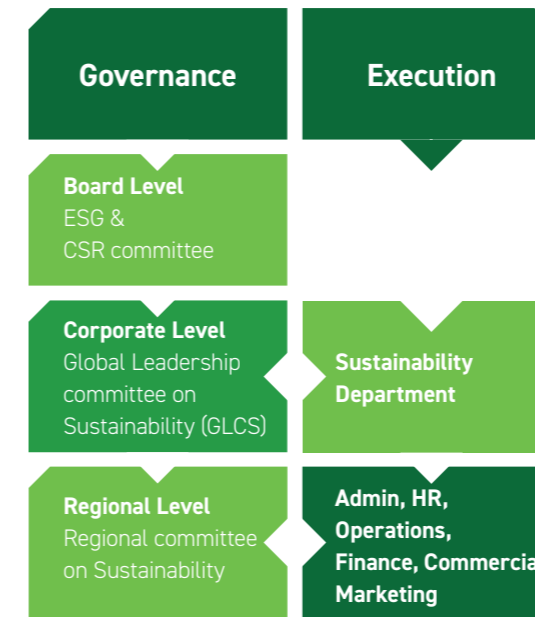 Governance
Execution
Board Level
ESG &
CSR committee
Corporate Level
Global Leadership
committee on
Sustainability (GLCS)
Sustainability
Department
Regional Level
Regional committee
on Sustainability
Admin, HR,
Operations,
Finance, Commercia
Marketing